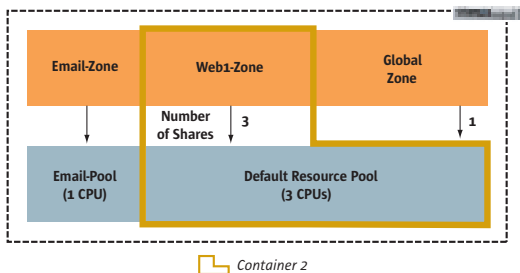 Email-Zone
Web1-Zone
Global
Zone
Number
of Shares
3
1
Email-Pool
(1 CPU)
Default Resource Pool
(3 CPUs)
Container 2